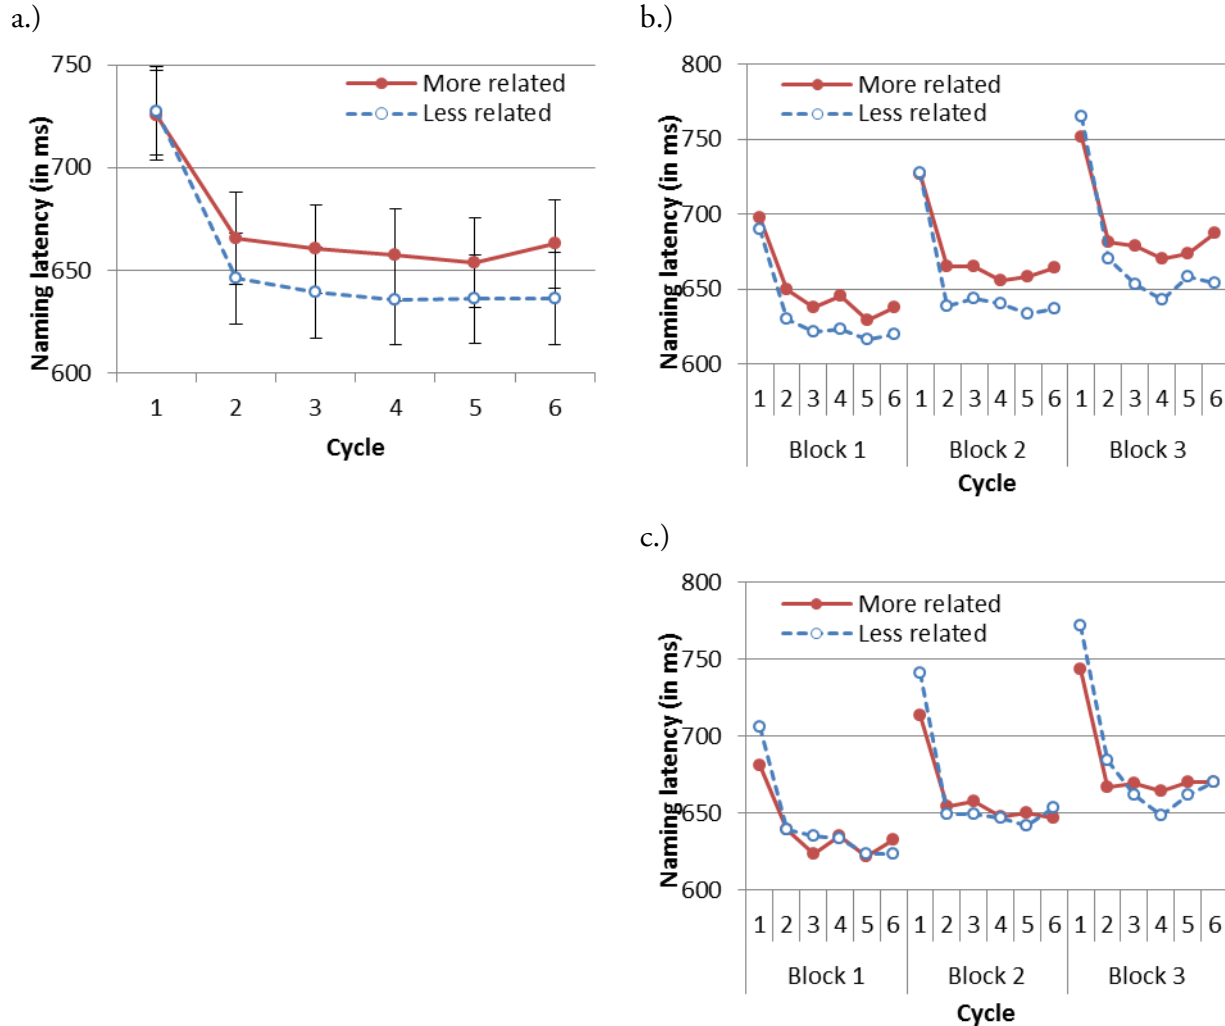 a.)
Naming latency (in ms)
750
700
650
600
More related
Less related
1 2 3 4 5 6
Cycle
b.)
Naming latency (in ms)
800
750
700
650
600
More related
Less related
1 2 3 4 5 6 1 2 3 4 5 6 1 2 3 4 5 6
Block 1 Block 2 Block 3
Cycle
c.)
Naming latency (in ms)
800
750
700
650
600
More related
Less related
1 2 3 4 5 6 1 2 3 4 5 6 1 2 3 4 5 6
Block 1 Block 2 Block 3
Cycle